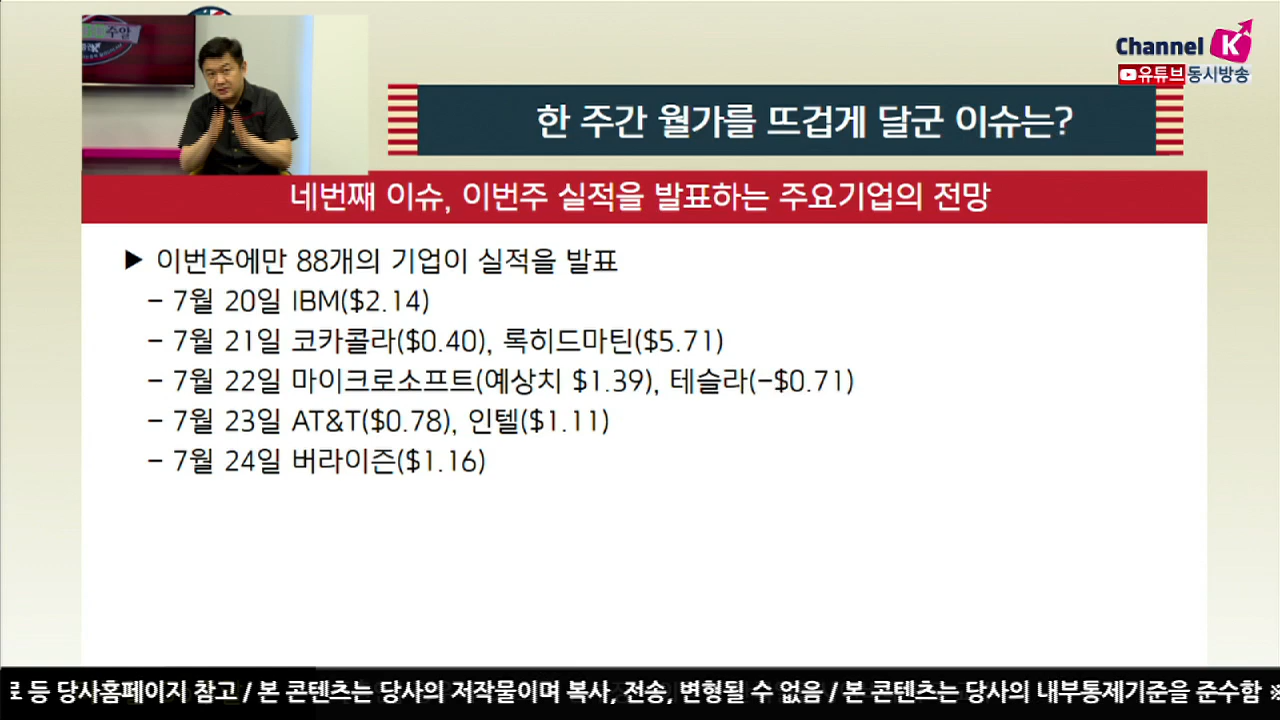 주알
Channel K
유튜브동시방송
한 주간 월가를 뜨겁게 달군 이슈는?
네번째 이슈, 이번주 실적을 발표하는 주요기업의 전망
▶ 이번주에만 88개의 기업이 실적을 발표
– 7월 20일 IBM($2.14)
– 7월 21일 코카콜라($0.40), 록히드마틴($5.71)
– 7월 22일 마이크로소프트(예상치 $1.39), 테슬라(–$0.71)
– 7월 23일 AT&T($0.78), 인텔($1.11)
– 7월 24일 버라이즌($1.16)
로 등 당사홈페이지 참고 / 본 콘텐츠는 당사의 저작물이며 복사, 전송, 변형될 수 없음 / 본 콘텐츠는 당사의 내부통제기준을 준수함 ※